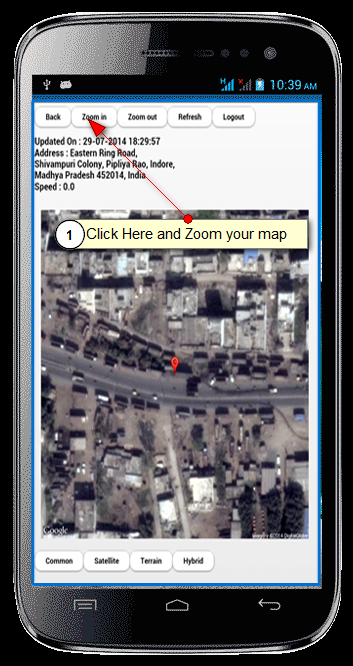 10:39 AM
Back Zoom in Zoom out Refresh Logout
Updated On : 29-07-2014 18:29:57
Address : Eastern Ring Road,
Shivampuri Colony, Pipliya Rao, Indore,
Madhya Pradesh 452014, India
Speed : 0.0
1 Click Here and Zoom your map
Google
Common Satellite Terrain Hybrid